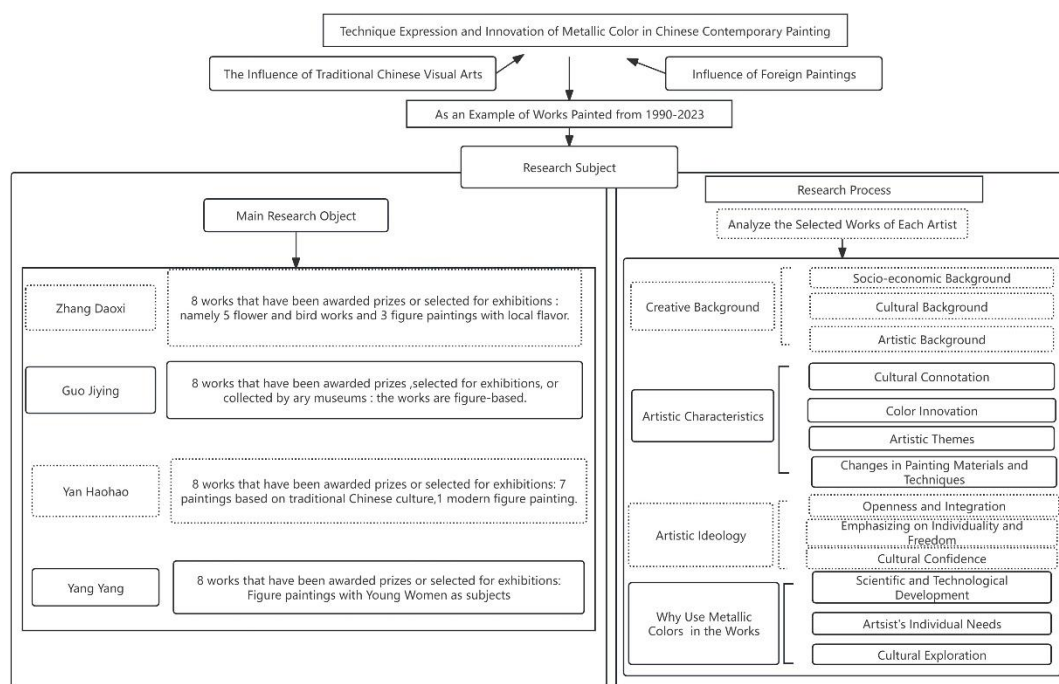 Technique Expression and Innovation of Metallic Color in Chinese Contemporary Painting
The Influence of Traditional Chinese Visual Arts
Influence of Foreign Paintings
As an Example of Works Painted from 1990-2023
Research Subject
Main Research Object
Zhang Daoxi
8 works that have been awarded prizes or selected for exhibitions :
namely 5 flower and bird works and 3 figure paintings with local flavor.
Guo Jiying
8 works that have been awarded prizes ,selected for exhibitions, or
collected by ary museums : the works are figure-based.
Yan Haohao
8 works that have been awarded prizes or selected for exhibitions: 7
paintings based on traditional Chinese culture,1 modern figure painting.
Yang Yang
8 works that have been awarded prizes or selected for exhibitions:
Figure paintings with Young Women as subjects
Research Process
Analyze the Selected Works of Each Artist
Creative Background
Socio-economic Background
Cultural Background
Artistic Background
Artistic Characteristics
Cultural Connotation
Color Innovation
Artistic Themes
Changes in Painting Materials and
Techniques
Artistic Ideology
Openness and Integration
Emphasizing on Individuality and
Freedom
Cultural Confidence
Why Use Metallic
Colors in the Works
Scientific and Technological
Development
Artsist's Individual Needs
Cultural Exploration